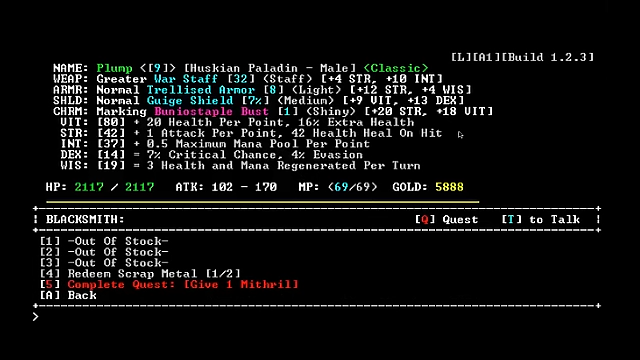 [L][A1][Build 1.2.3]
NAME: Plump <[9]> [Huskian Paladin - Male] <Classic>
WEAP: Greater War Staff [32] <Staff> [+4 STR, +10 INT]
ARMR: Normal Trellised Armor [8] <Light> [+12 STR, +4 WIS]
SHLD: Normal Guige Shield [7%] <Medium> [+9 VIT, +13 DEX]
CHRM: Marking Buniostaple Bust [1] <Shiny> [+20 STR, +18 VIT]
VIT: [80] + 20 Health Per Point, 16% Extra Health
STR: [42] + 1 Attack Per Point, 42 Health Heal On Hit
INT: [37] + 0.5 Maximum Mana Pool Per Point
DEX: [14] = 7% Critical Chance, 4% Evasion
WIS: [19] = 3 Health and Mana Regenerated Per Turn
HP: 2117 / 2117 ATK: 102 - 170 MP: <69/69> GOLD: 5888
BLACKSMITH: [Q] Quest [T] to Talk
[1] -Out Of Stock-
[2] -Out Of Stock-
[3] -Out Of Stock-
[4] Redeem Scrap Metal [1/2]
[5] Complete Quest: [Give 1 Mithril]
[A] Back
>